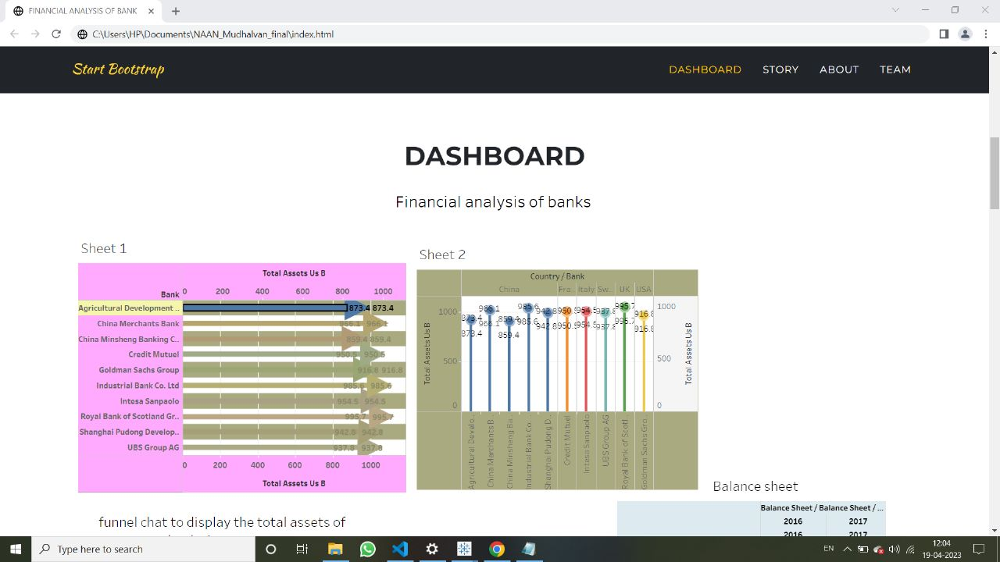 FINANCIAL ANALYSIS OF BANK
C:\Users\HP\Documents\NAAN_Mudhalvan_final\index.html
Start Bootstrap
DASHBOARD STORY ABOUT TEAM
DASHBOARD
Financial analysis of banks
Sheet 1
Total Assets Us B
Bank 0 200 400 600 800 1000
Agricultural Development .. 873.4 873.4
China Merchants Bank 966.1 966.1
China Minsheng Banking C.. 859.4 859.4
Credit Mutuel 950.5 950.5
Goldman Sachs Group 916.8 916.8
Industrial Bank Co. Ltd 985.6 985.6
Intesa Sanpaolo 954.5 954.5
Royal Bank of Scotland Gr.. 995.7 995.7
Shanghai Pudong Develop.. 942.8 942.8
UBS Group AG 937.8 937.8
0 200 400 600 800 1000
Total Assets Us B
Sheet 2
Country / Bank
China Fra.. Italy Sw.. UK USA
Total Assets Us B
1000
500
0
873.4 966.1 859.4 985.6 942.8 950.5 954.5 937.8 995.7 916.8
873.4 966.1 859.4 985.6 942.8 950.5 954.5 937.8 995.7 916.8
1000
500
0
Total Assets Us B
Agricultural Develo..
China Merchants B..
China Minsheng Ba..
Industrial Bank Co...
Shanghai Pudong D..
Credit Mutuel
Intesa Sanpaolo
UBS Group AG
Royal Bank of Scotl..
Goldman Sachs Gro..
funnel chat to display the total assets of
Balance sheet
Balance Sheet / Balance Sheet / ...
2016 2017
2016 2017
Type here to search
EN
12:04
19-04-2023